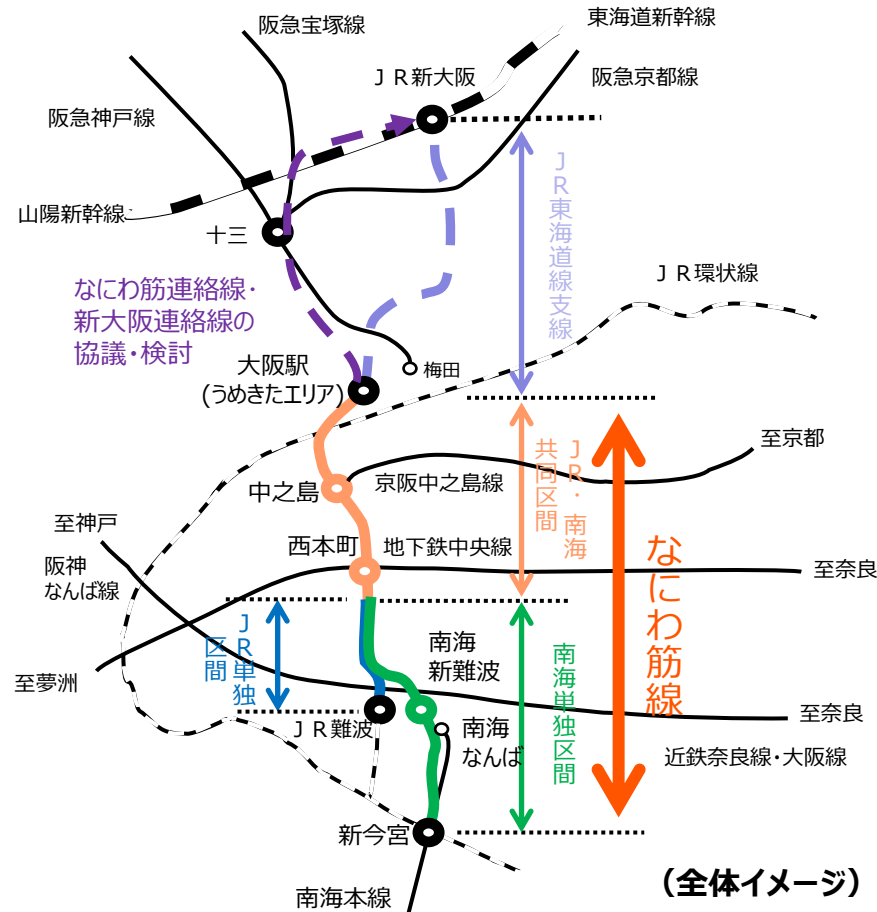 東海道新幹線
阪急宝塚線
ＪＲ新大阪
阪急京都線
阪急神戸線
山陽新幹線
十三
ＪＲ東海道線支線
ＪＲ環状線
なにわ筋連絡線・
新大阪連絡線の
協議・検討
大阪駅
(うめきたエリア)
梅田
ＪＲ・南海
共同区間
至京都
中之島
京阪中之島線
至神戸
西本町
地下鉄中央線
なにわ筋線
阪神
なんば線
至奈良
ＪＲ単独
区間
南海
新難波
南海単独区間
至夢洲
至奈良
ＪＲ難波
南海
なんば
近鉄奈良線・大阪線
新今宮
（全体イメージ）
南海本線